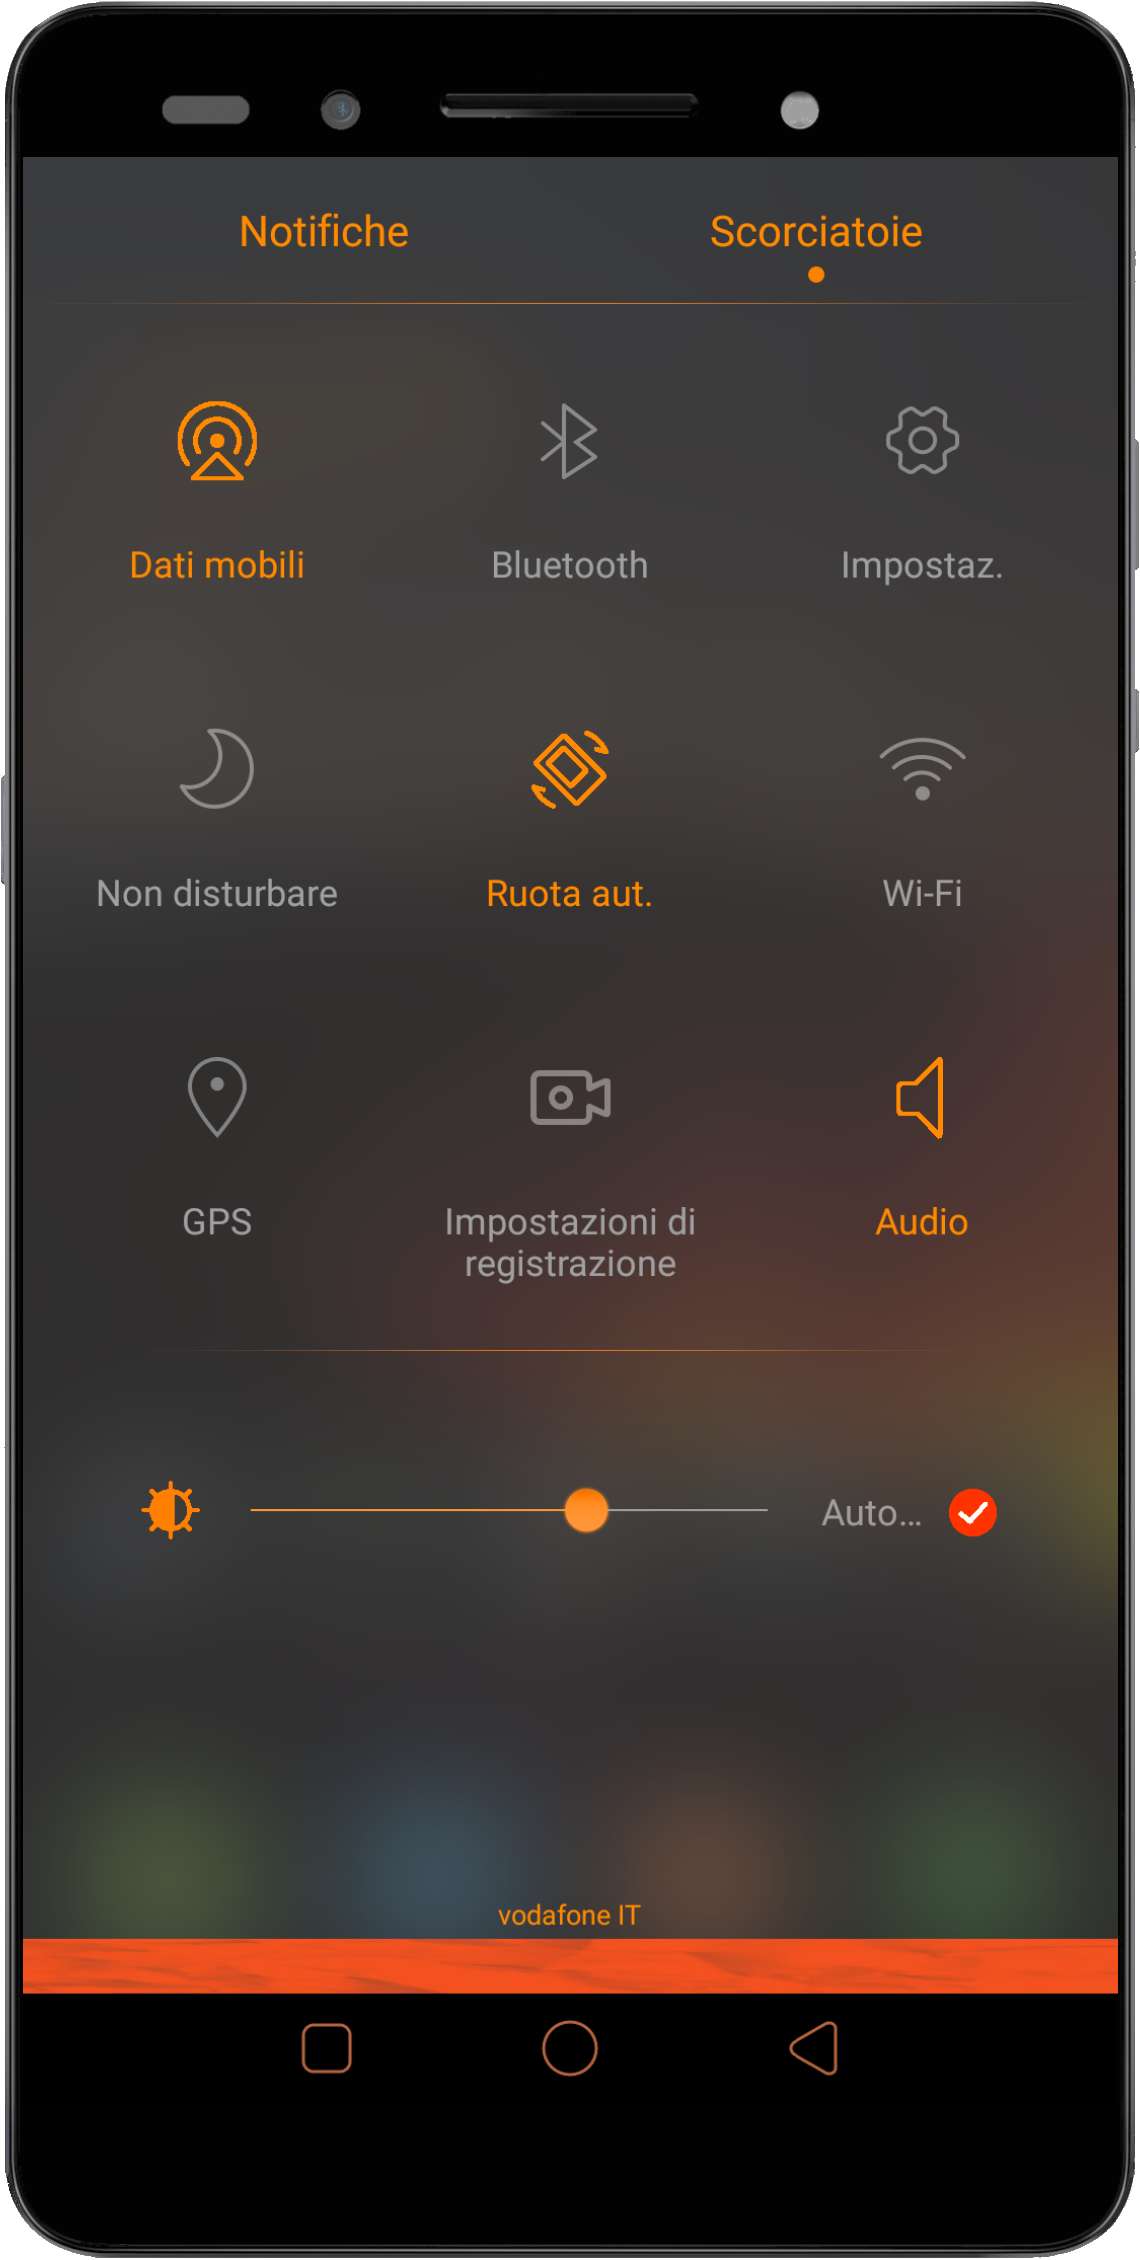 Notifiche
Scorciatoie
Dati mobili
Bluetooth
Impostaz.
Non disturbare
Ruota aut.
Wi-Fi
GPS
Impostazioni di
registrazione
Audio
Auto...
vodafone IT